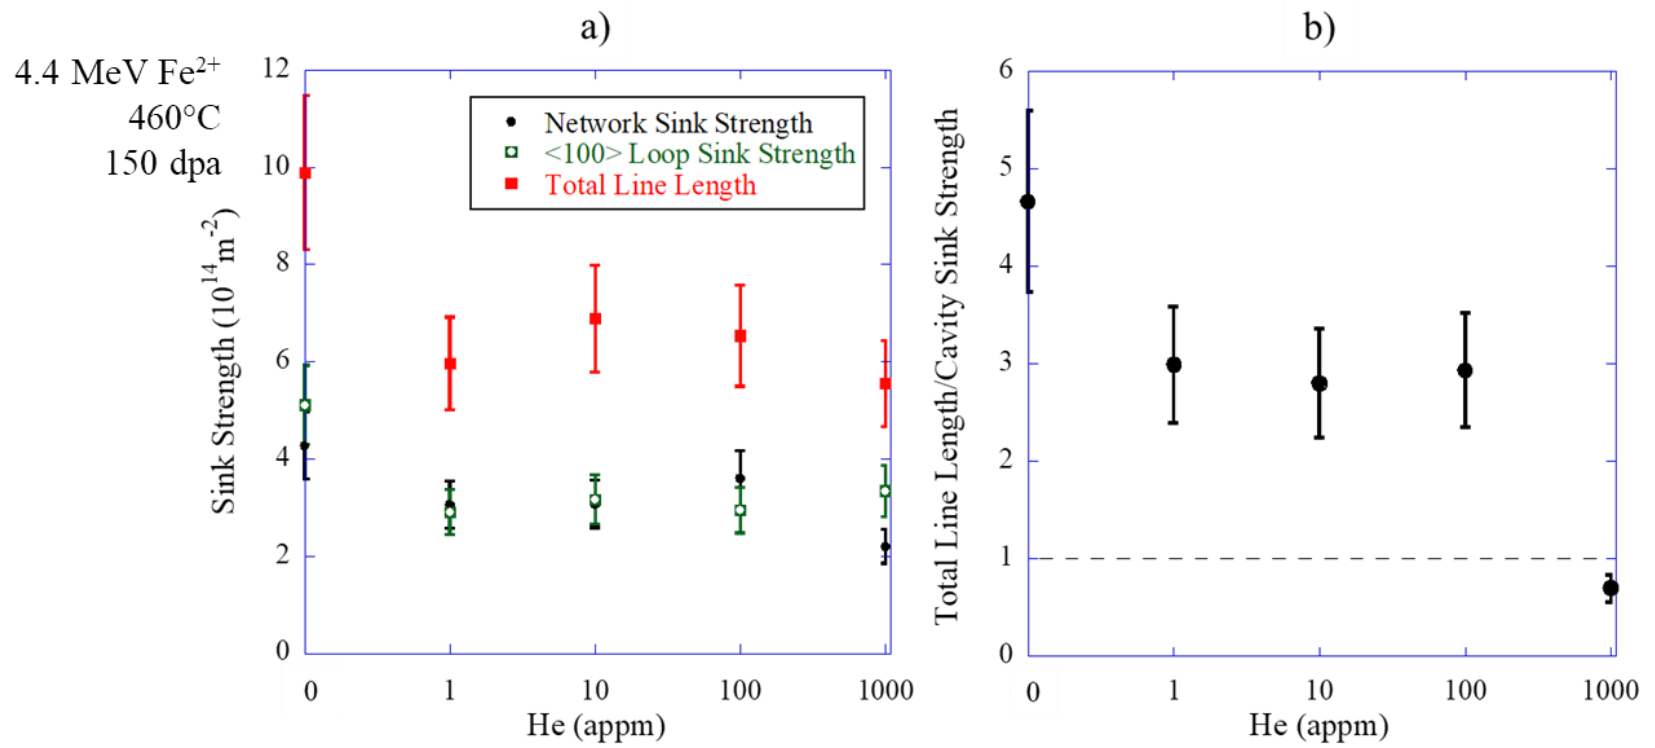 a)
b)
4.4 MeV Fe²⁺
460°C
150 dpa
Sink Strength (10¹⁴m⁻²)
12
10
8
6
4
2
0
Network Sink Strength
<100> Loop Sink Strength
Total Line Length
0 1 10 100 1000
He (appm)
Total Line Length/Cavity Sink Strength
6
5
4
3
2
1
0
0 1 10 100 1000
He (appm)